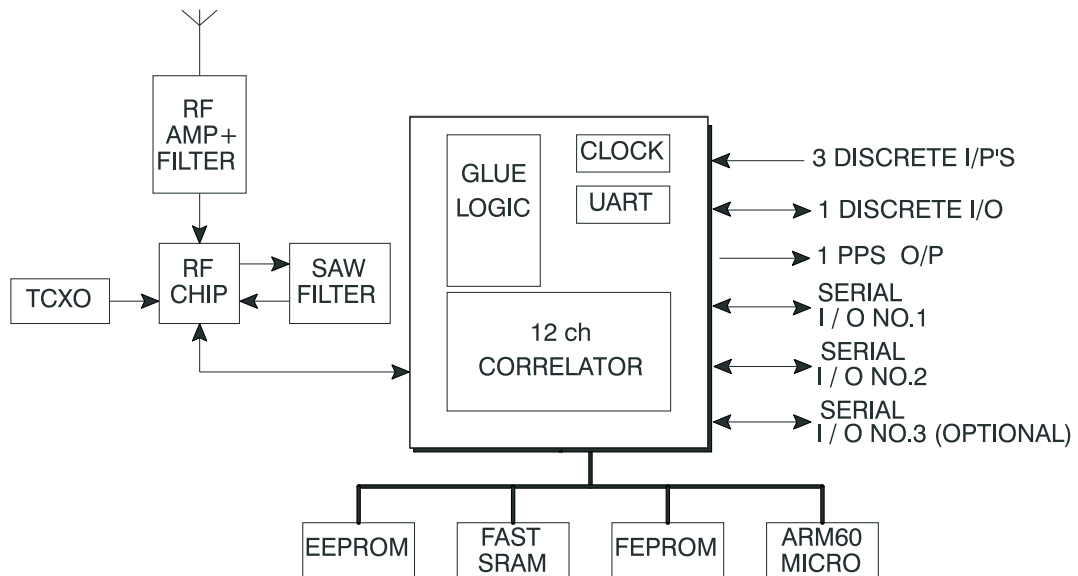 RF
AMP+
FILTER
RF
CHIP
SAW
FILTER
TCXO
GLUE
LOGIC
CLOCK
UART
12 ch
CORRELATOR
3 DISCRETE I/P'S
1 DISCRETE I/O
1 PPS O/P
SERIAL
I / O NO.1
SERIAL
I / O NO.2
SERIAL
I / O NO.3 (OPTIONAL)
EEPROM
FAST
SRAM
FEPROM
ARM60
MICRO